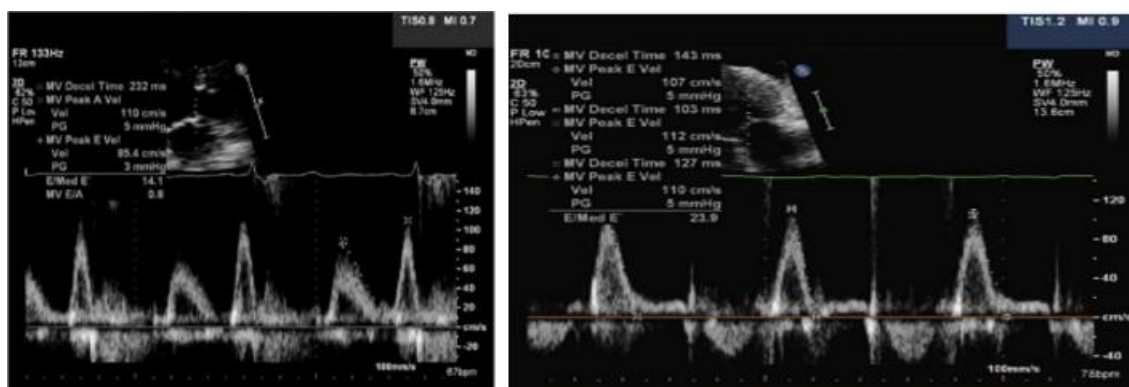 TIS0.8 MI 0.7
FR 133Hz
13cm
M3
2D
62%
C 50
P Low
HPen
PW
50%
1.6MHz
WF 125Hz
SV4.0mm
8.7cm
MV Decel Time 232 ms
MV Peak A Vel
Vel 110 cm/s
PG 5 mmHg
MV Peak E Vel
Vel 85.4 cm/s
PG 3 mmHg
E/Med E' 14.1
MV E/A 0.8
140
100
80
60
40
20
cm/s
-20
100mm/s
67bpm
TIS1.2 MI 0.9
20cm
M3
2D
63%
C 50
P Low
HPen
PW
50%
1.6MHz
WF 125Hz
SV4.0mm
13.6cm
MV Decel Time 143 ms
MV Peak E Vel
Vel 107 cm/s
PG 5 mmHg
MV Decel Time 103 ms
MV Peak E Vel
Vel 112 cm/s
PG 5 mmHg
MV Decel Time 127 ms
MV Peak E Vel
Vel 110 cm/s
PG 5 mmHg
E/Med E' 23.9
120
80
40
cm/s
-40
100mm/s